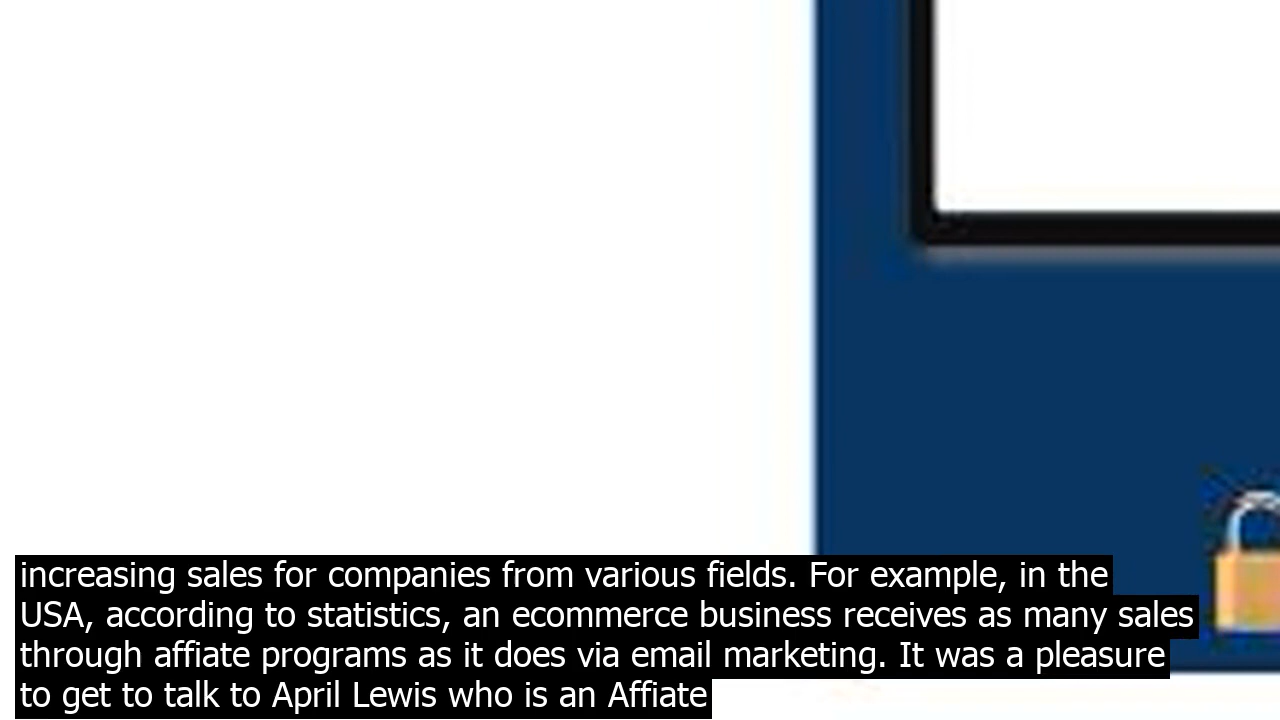 increasing sales for companies from various fields. For example, in the
USA, according to statistics, an ecommerce business receives as many sales
through affiate programs as it does via email marketing. It was a pleasure
to get to talk to April Lewis who is an Affiate